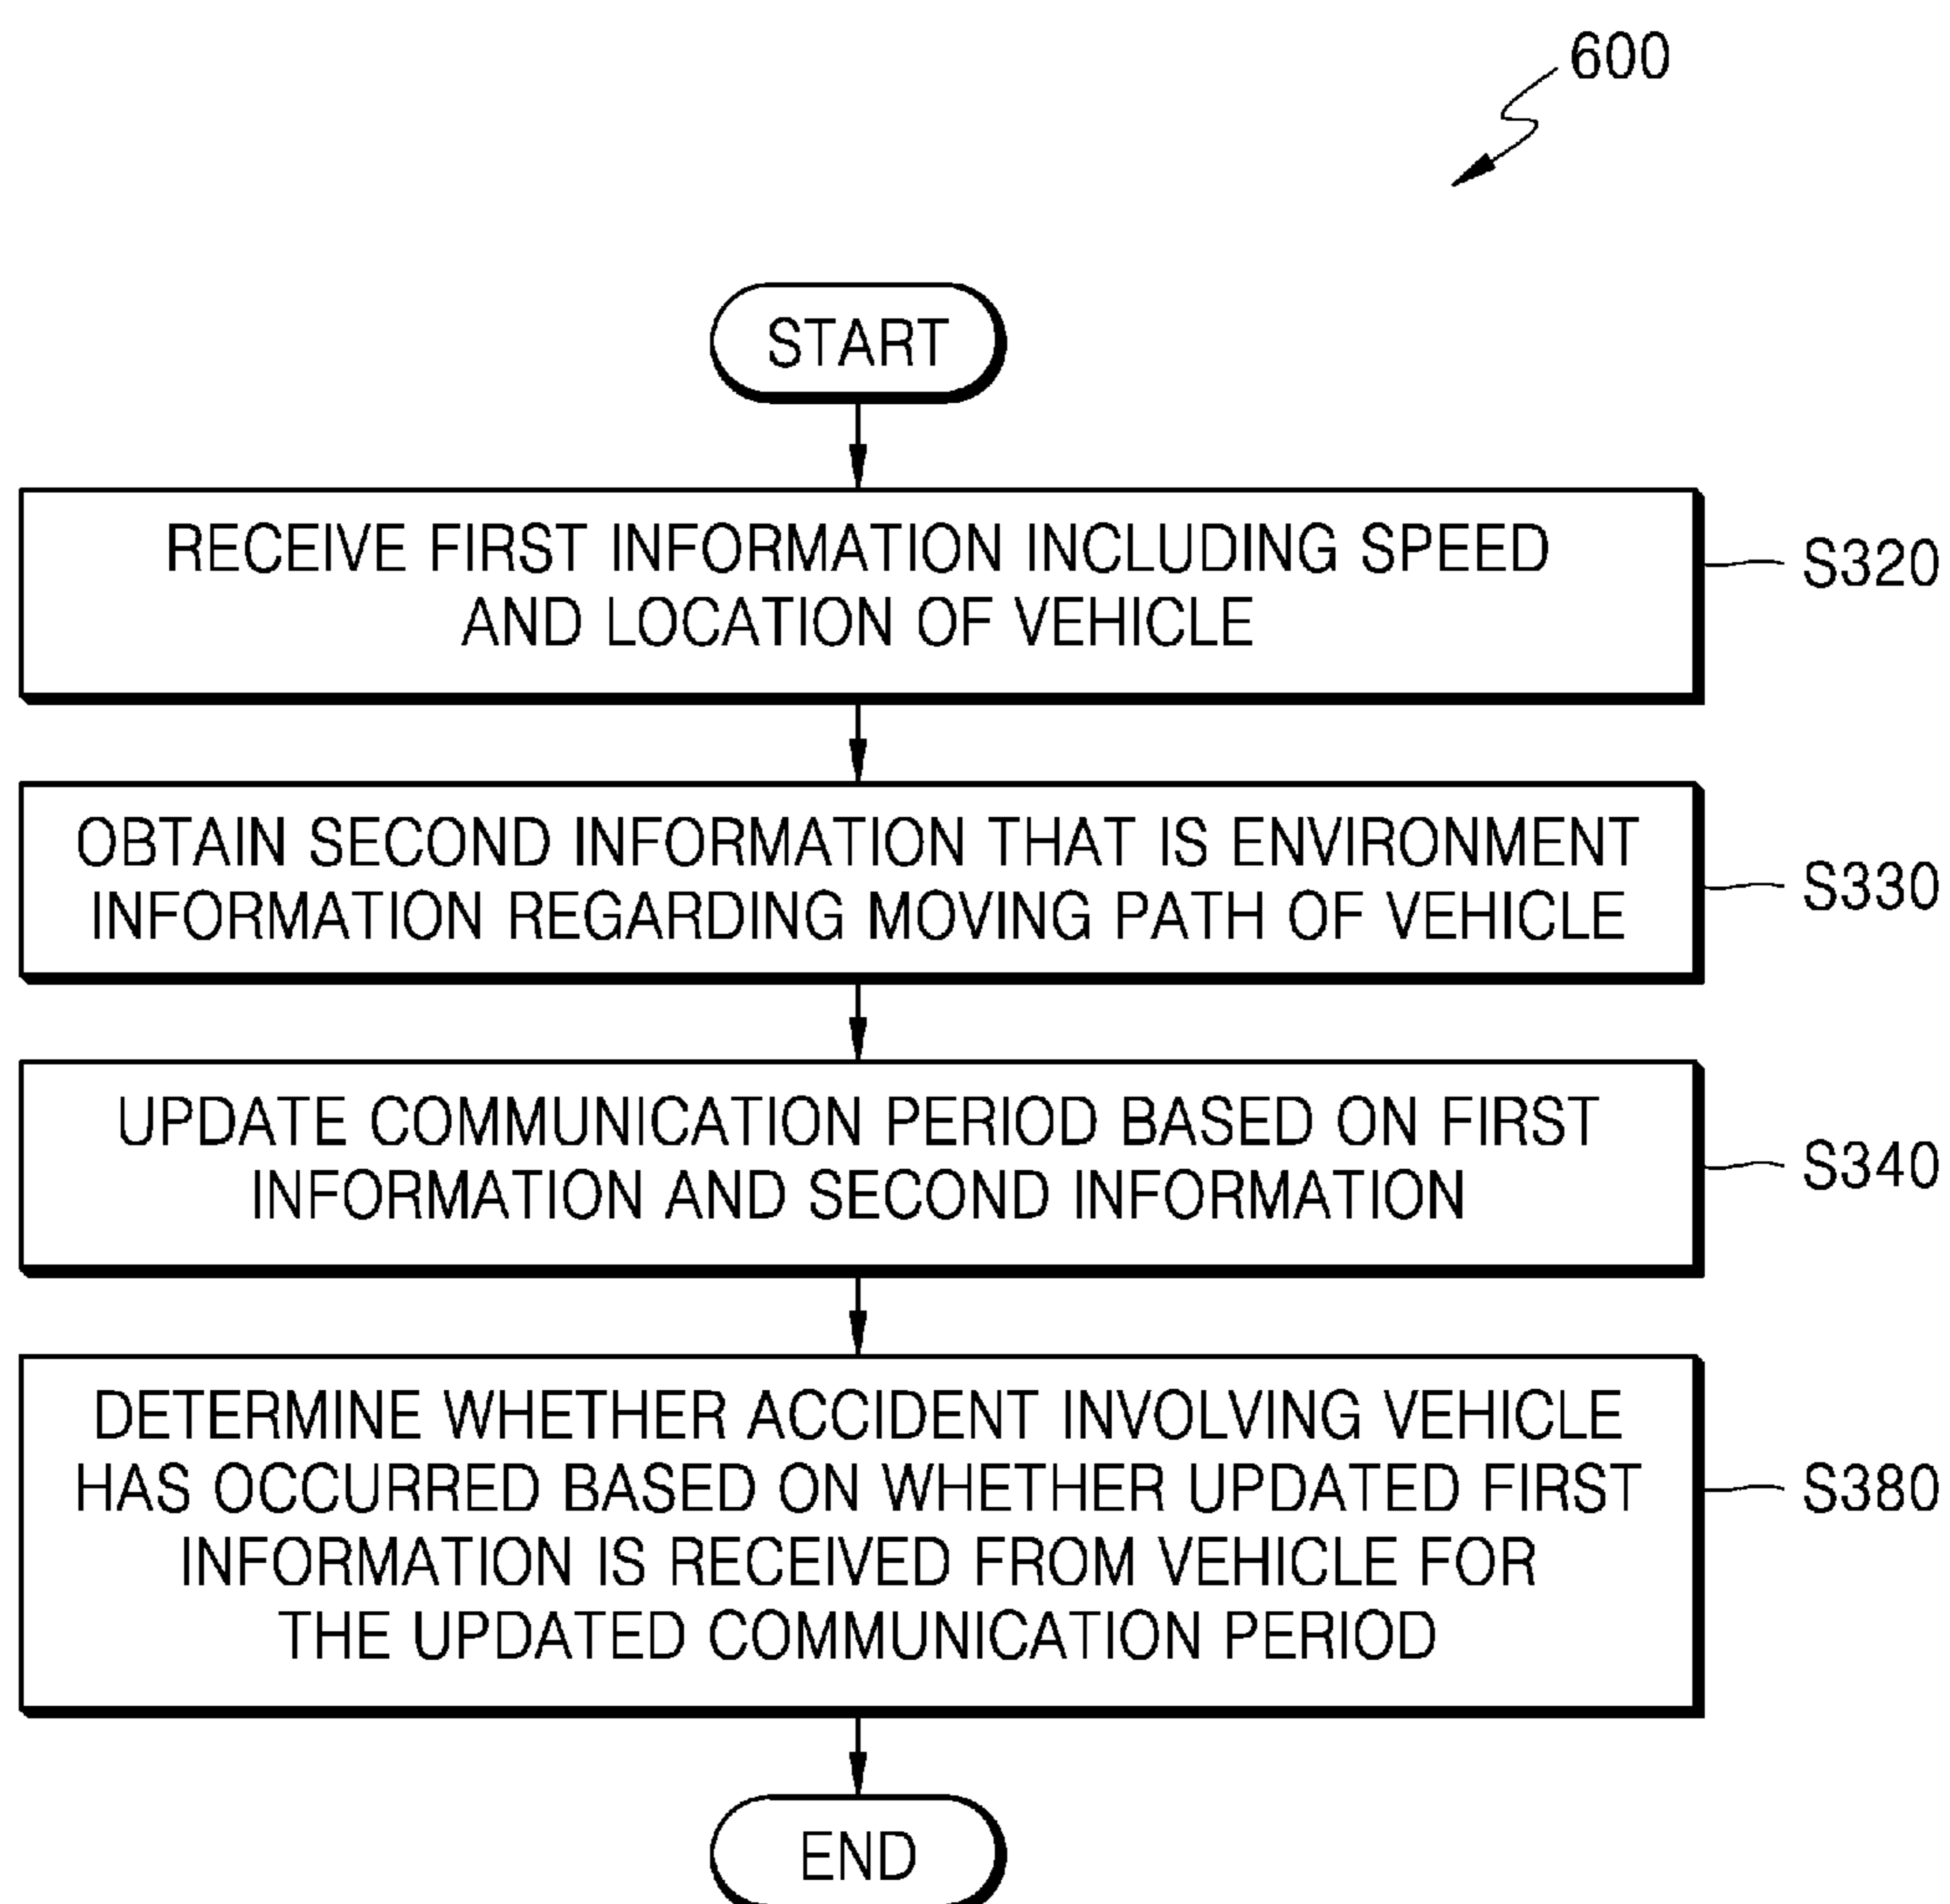 600
START
RECEIVE FIRST INFORMATION INCLUDING SPEED
AND LOCATION OF VEHICLE
S320
OBTAIN SECOND INFORMATION THAT IS ENVIRONMENT
INFORMATION REGARDING MOVING PATH OF VEHICLE
S330
UPDATE COMMUNICATION PERIOD BASED ON FIRST
INFORMATION AND SECOND INFORMATION
S340
DETERMINE WHETHER ACCIDENT INVOLVING VEHICLE
HAS OCCURRED BASED ON WHETHER UPDATED FIRST
INFORMATION IS RECEIVED FROM VEHICLE FOR
THE UPDATED COMMUNICATION PERIOD
S380
END